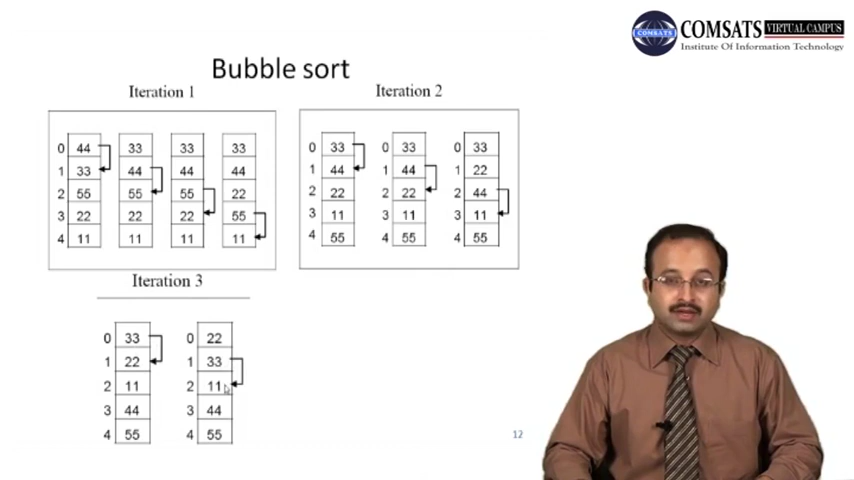 COMSATS VIRTUAL CAMPUS
COMSATS
Institute Of Information Technology
Bubble sort
Iteration 1
0 44 33 33 33
1 33 44 44 44
2 55 55 55 22
3 22 22 22 55
4 11 11 11 11
Iteration 2
0 33 0 33 0 33
1 44 1 44 1 22
2 22 2 22 2 44
3 11 3 11 3 11
4 55 4 55 4 55
Iteration 3
0 33 0 22
1 22 1 33
2 11 2 11
3 44 3 44
4 55 4 55
12